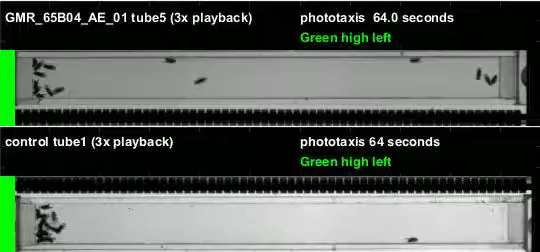 GMR_65B04_AE_01 tube5 (3x playback)
phototaxis 64.0 seconds
Green high left
control tube1 (3x playback)
phototaxis 64 seconds
Green high left